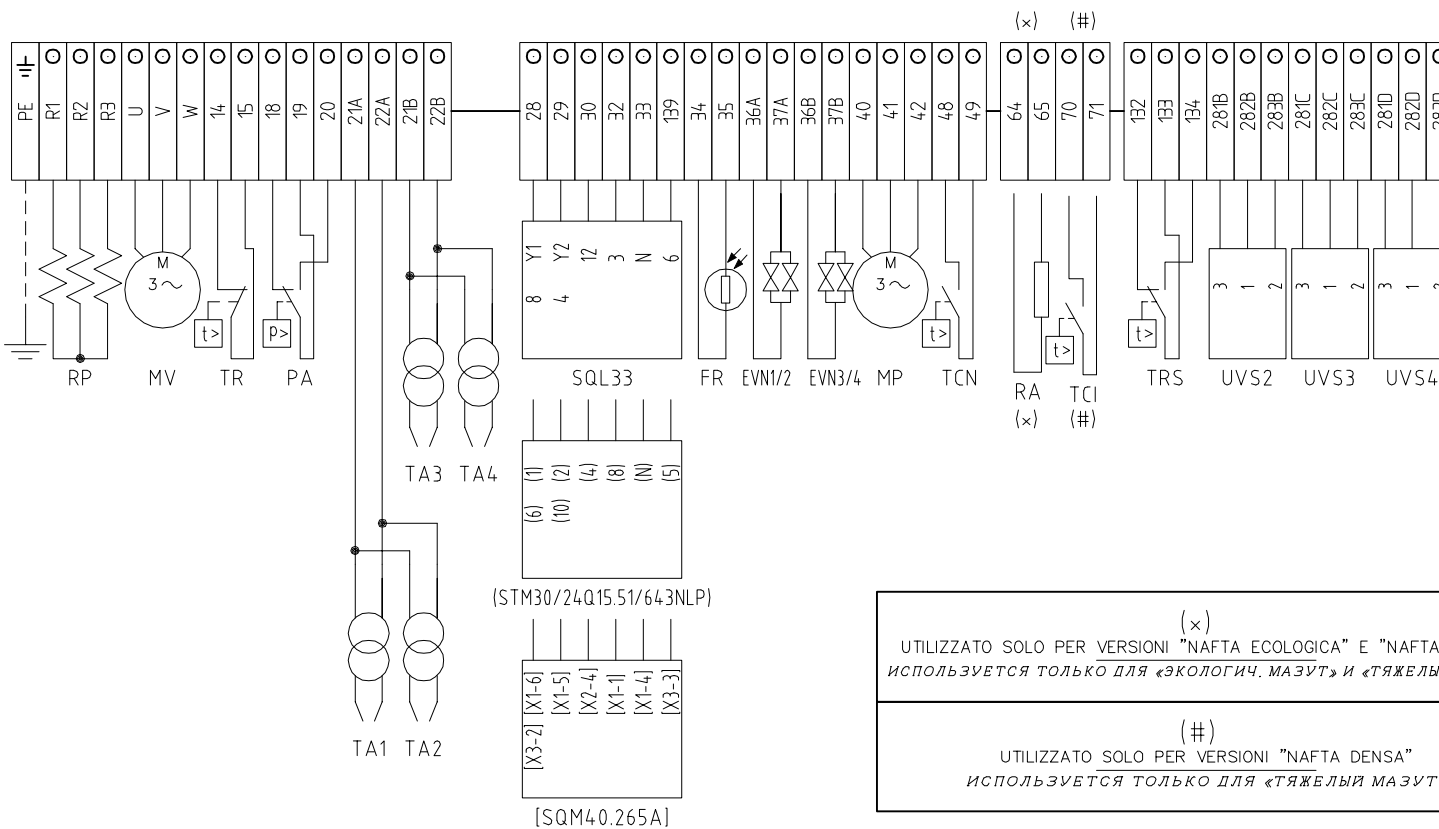 (×) (#)
PE R1 R2 R3 U V W 14 15 18 19 20 21A 22A 21B 22B 28 29 30 32 33 139 34 35 36A 37A 36B 37B 40 41 42 48 49 64 65 70 71 132 133 134 281B 282B 283B 281C 282C 283C 281D 282D
Y1 Y2 12 3 N 6
8 4
M M
3~ 3~
3 1 2 3 1 2 3 1
t> p> t> t> t>
RP MV TR PA SQL33 FR EVN1/2 EVN3/4 MP TCN RA TCI TRS UVS2 UVS3 UVS4
(×) (#)
TA3 TA4
(1) (2) (4) (8) (N) (5)
(6) (10)
(STM30/24Q15.51/643NLP)
[X1-6] [X1-5] [X2-4] [X1-1] [X1-4] [X3-3]
[X3-2]
TA1 TA2
[SQM40.265A]
(×)
UTILIZZATO SOLO PER VERSIONI "NAFTA ECOLOGICA" E "NAFTA
ИСПОЛЬЗУЕТСЯ ТОЛЬКО ДЛЯ «ЭКОЛОГИЧ. МАЗУТ» И «ТЯЖЕЛЫ
(#)
UTILIZZATO SOLO PER VERSIONI "NAFTA DENSA"
ИСПОЛЬЗУЕТСЯ ТОЛЬКО ДЛЯ «ТЯЖЕЛЫЙ МАЗУТ